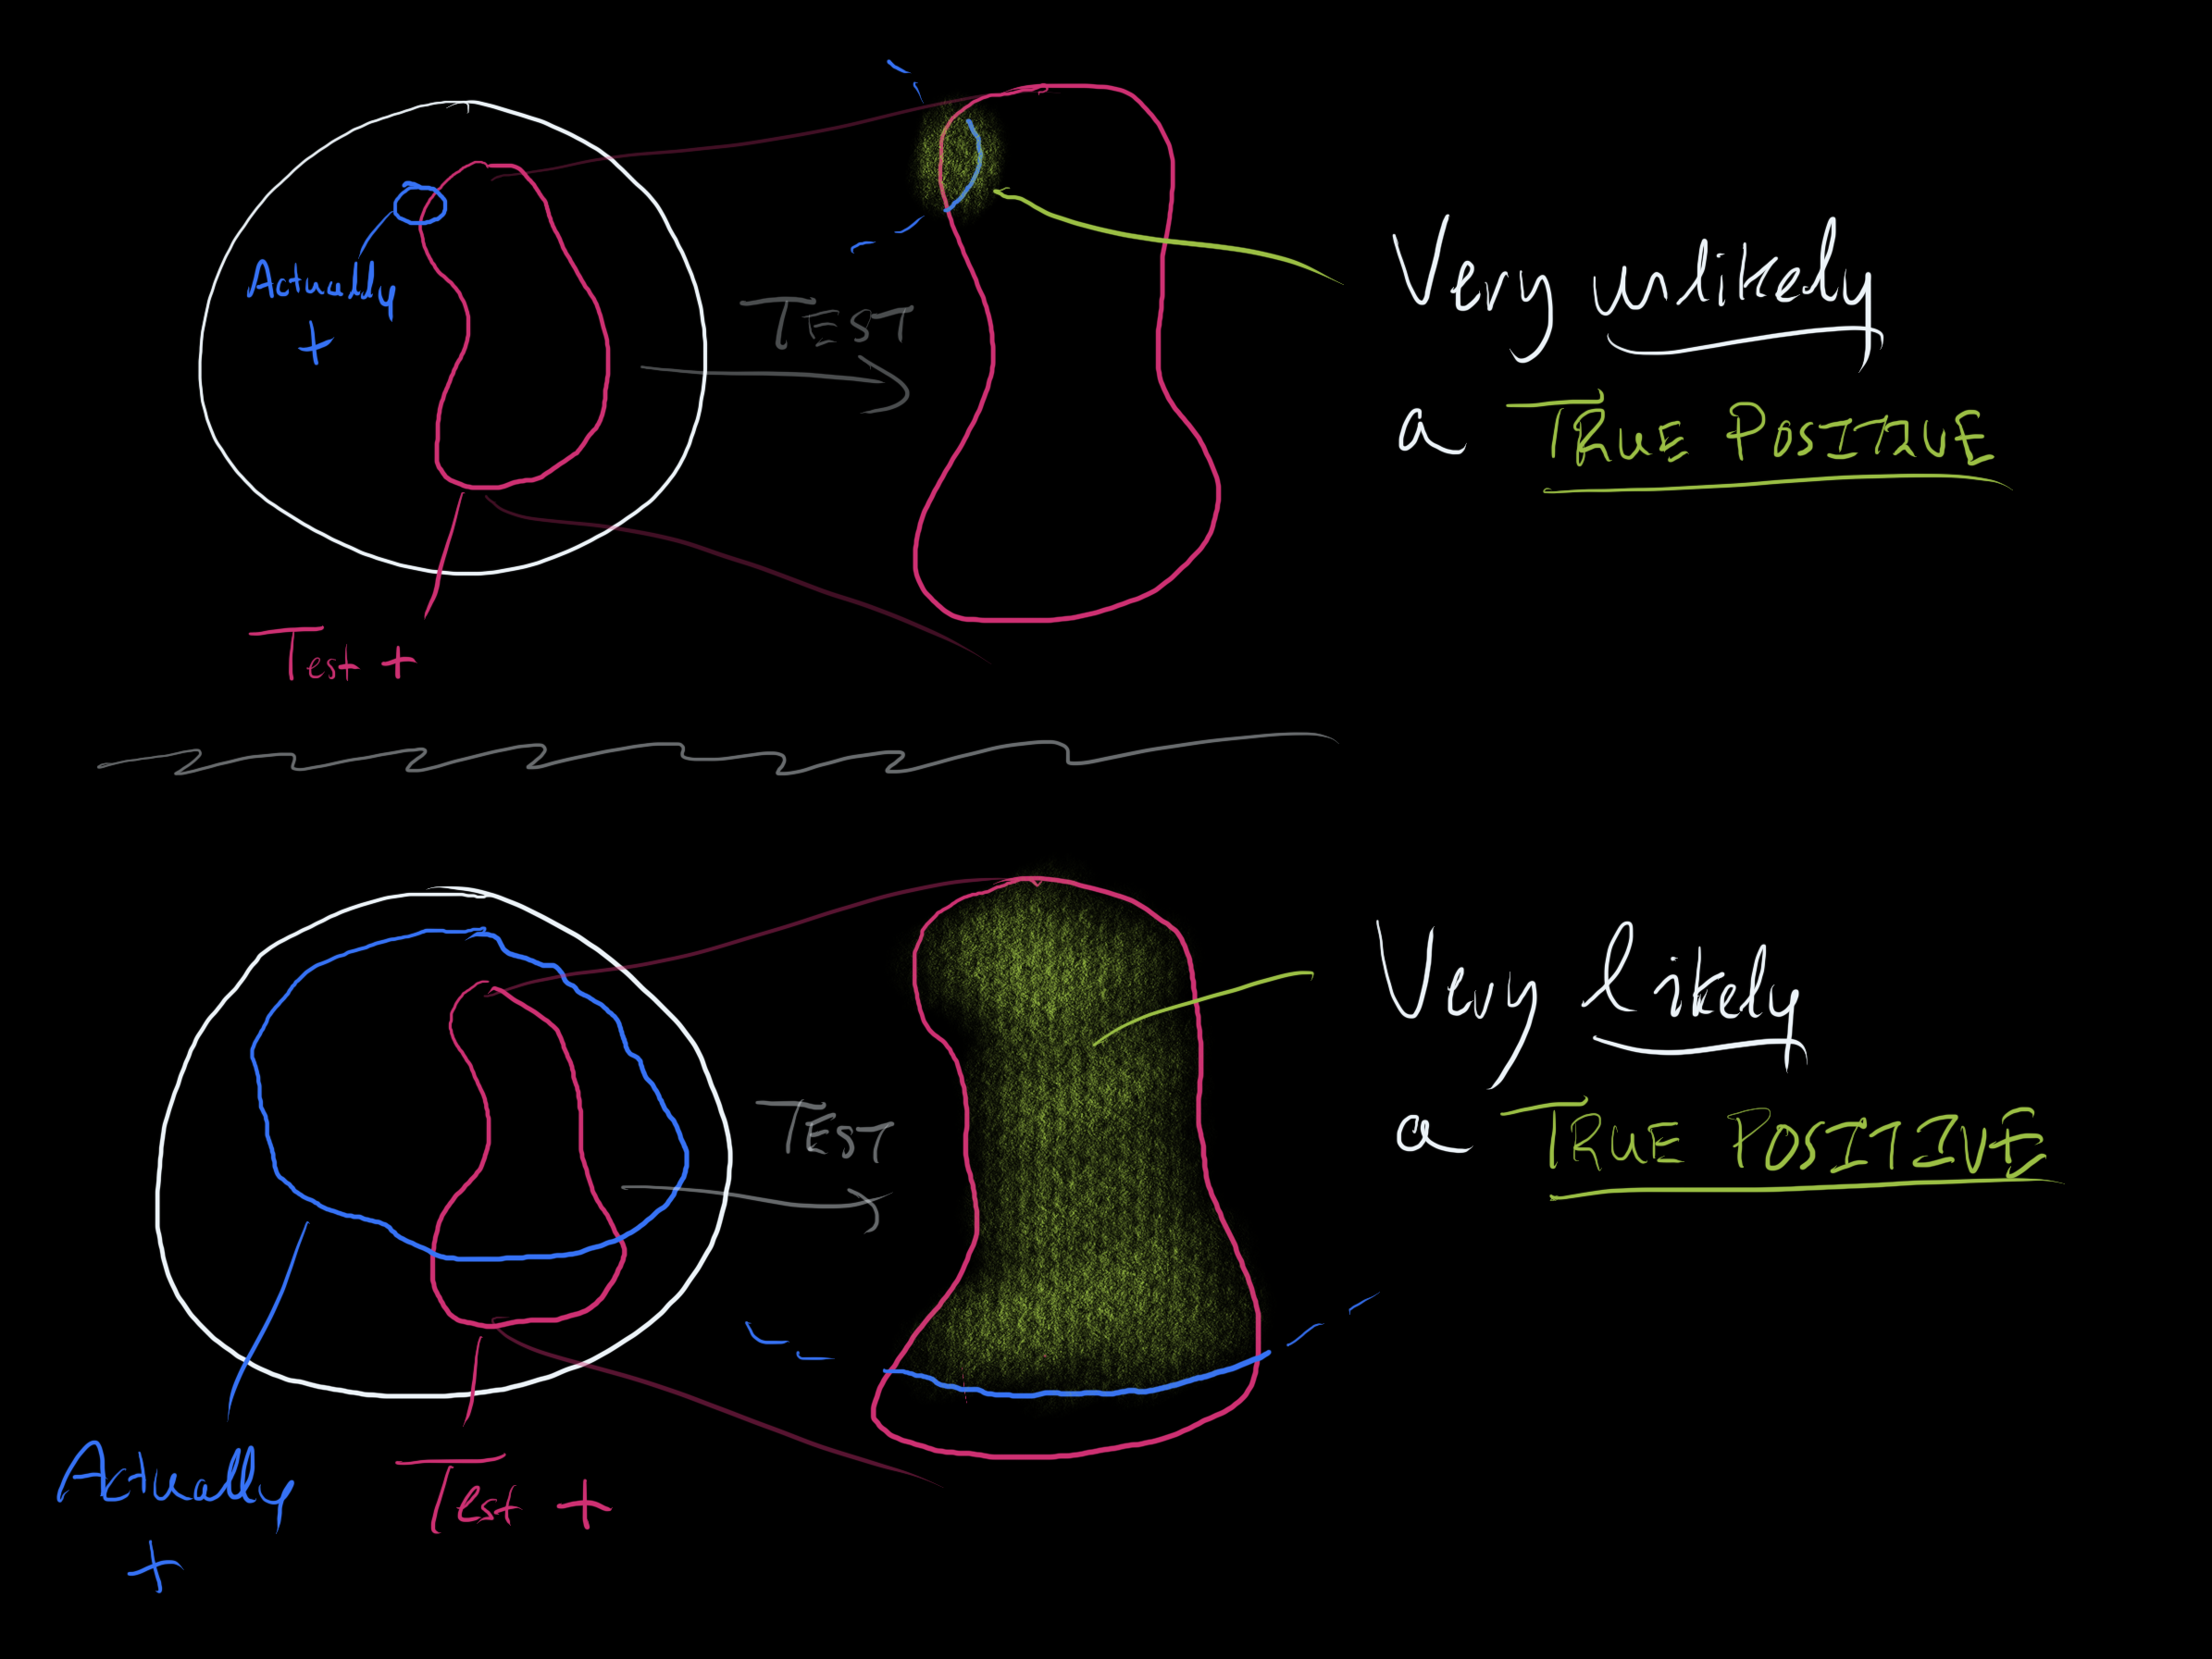 Actually
+
Test +
TEST
Very unlikely
a TRUE POSITIVE
Actually
+
Test +
TEST
Very likely
a TRUE POSITIVE